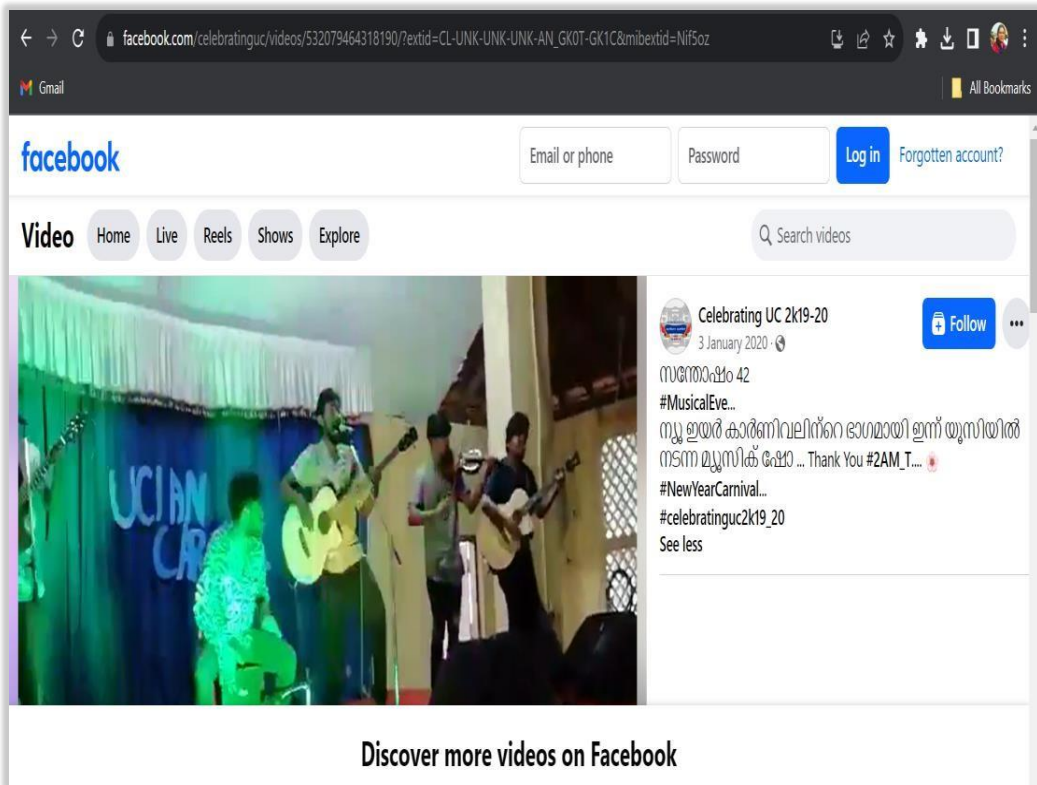 facebook.com/celebratinguc/videos/532079464318190/?extid=CL-UNK-UNK-UNK-AN_GK0T-GK1C&mibextid=Nif5oz
Gmail
All Bookmarks
facebook
Email or phone
Password
Log in
Forgotten account?
Video
Home
Live
Reels
Shows
Explore
Search videos
UCIAN
CAR
Celebrating UC 2k19-20
Follow
3 January 2020
സന്തോഷം 42
#MusicalEve...
ന്യൂ ഇയർ കാർണിവലിന്റെ ഭാഗമായി ഇന്ന് യൂസിയിൽ
നടന്ന മ്യൂസിക് ഷോ ... Thank You #2AM_T....
#NewYearCarnival...
#celebratinguc2k19_20
See less
Discover more videos on Facebook